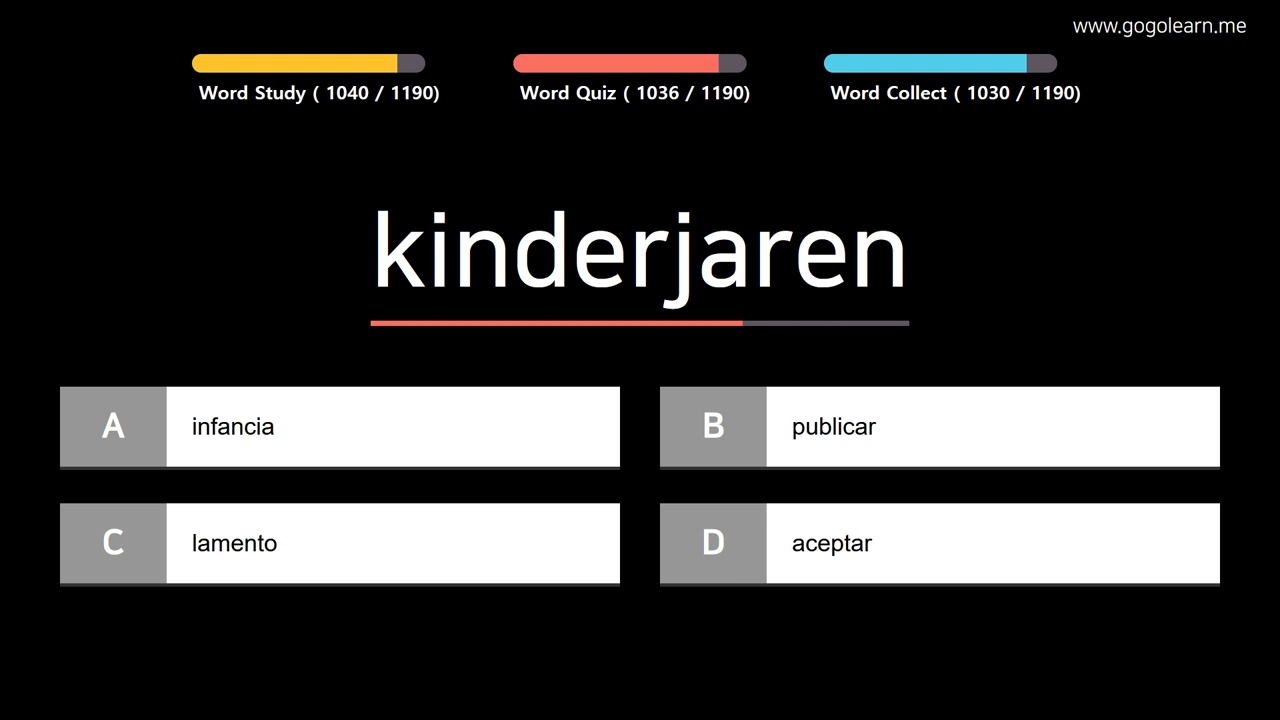 www.gogolearn.me
Word Study ( 1040 / 1190)
Word Quiz ( 1036 / 1190)
Word Collect ( 1030 / 1190)
kinderjaren
A infancia
B publicar
C lamento
D aceptar